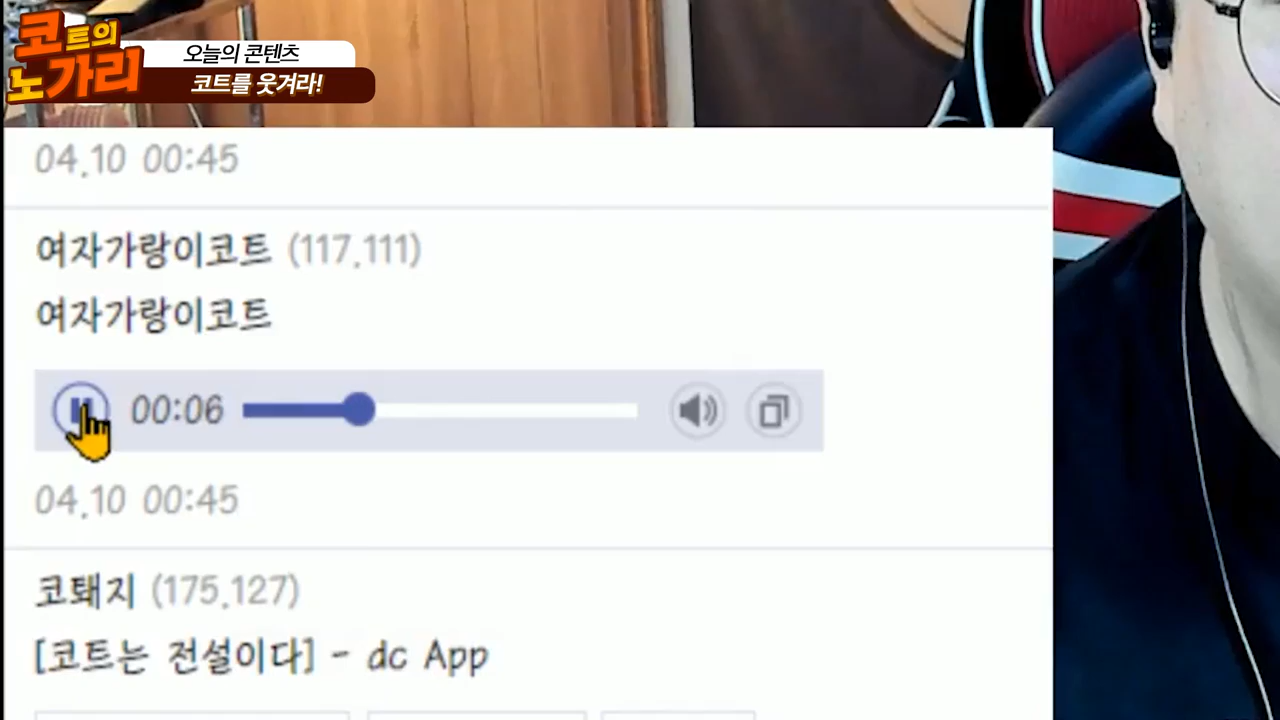 코트의
노가리
오늘의 콘텐츠
코트를 웃겨라!
04.10 00:45
여자가랑이코트 (117.111)
여자가랑이코트
00:06
04.10 00:45
코퇘지 (175.127)
[코트는 전설이다] - dc App